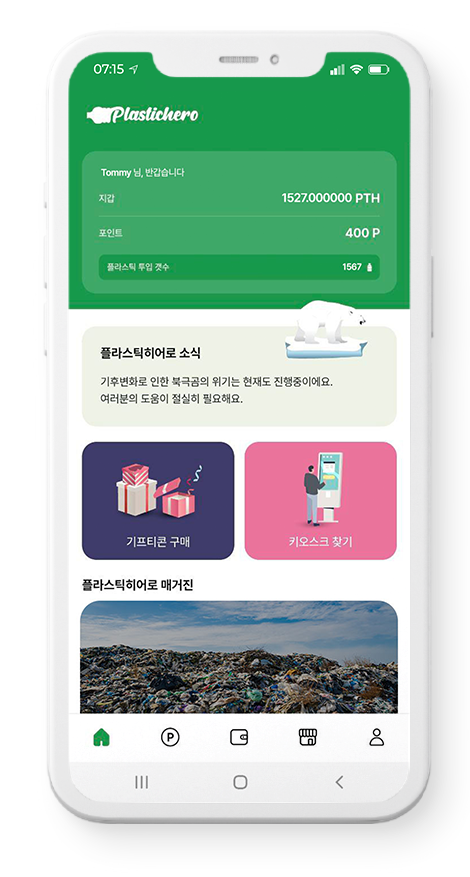 07:15
Plastichero
Tommy 님, 반갑습니다
지갑 1527.000000 PTH
포인트 400 P
플라스틱 투입 갯수 1567
플라스틱히어로 소식
기후변화로 인한 북극곰의 위기는 현재도 진행중이에요.
여러분의 도움이 절실히 필요해요.
기프티콘 구매
키오스크 찾기
플라스틱히어로 매거진
P